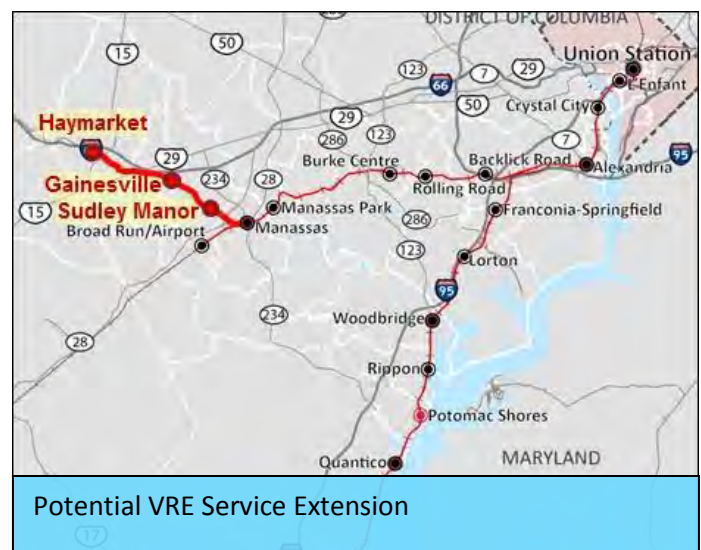 DISTRICT OF COLUMBIA
15
50
Union Station
123
7
29
L'Enfant
66
50
Crystal City
Haymarket
29
286
123
7
95
29
Burke Centre
Backlick Road
Alexandria
Gainesville
234
28
Rolling Road
15
Sudley Manor
Manassas Park
286
Franconia-Springfield
Broad Run/Airport
Manassas
123
Lorton
95
234
Woodbridge
28
Rippon
Potomac Shores
Quantico
MARYLAND
Potential VRE Service Extension
17